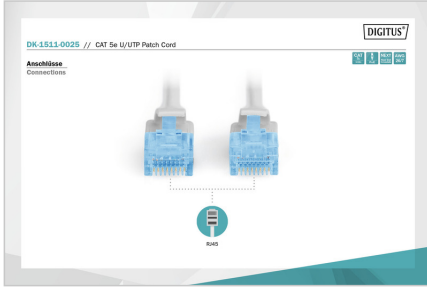 DIGITUS®
DK-1511-0025 // CAT 5e U/UTP Patch Cord
Anschlüsse
Connections
RJ45